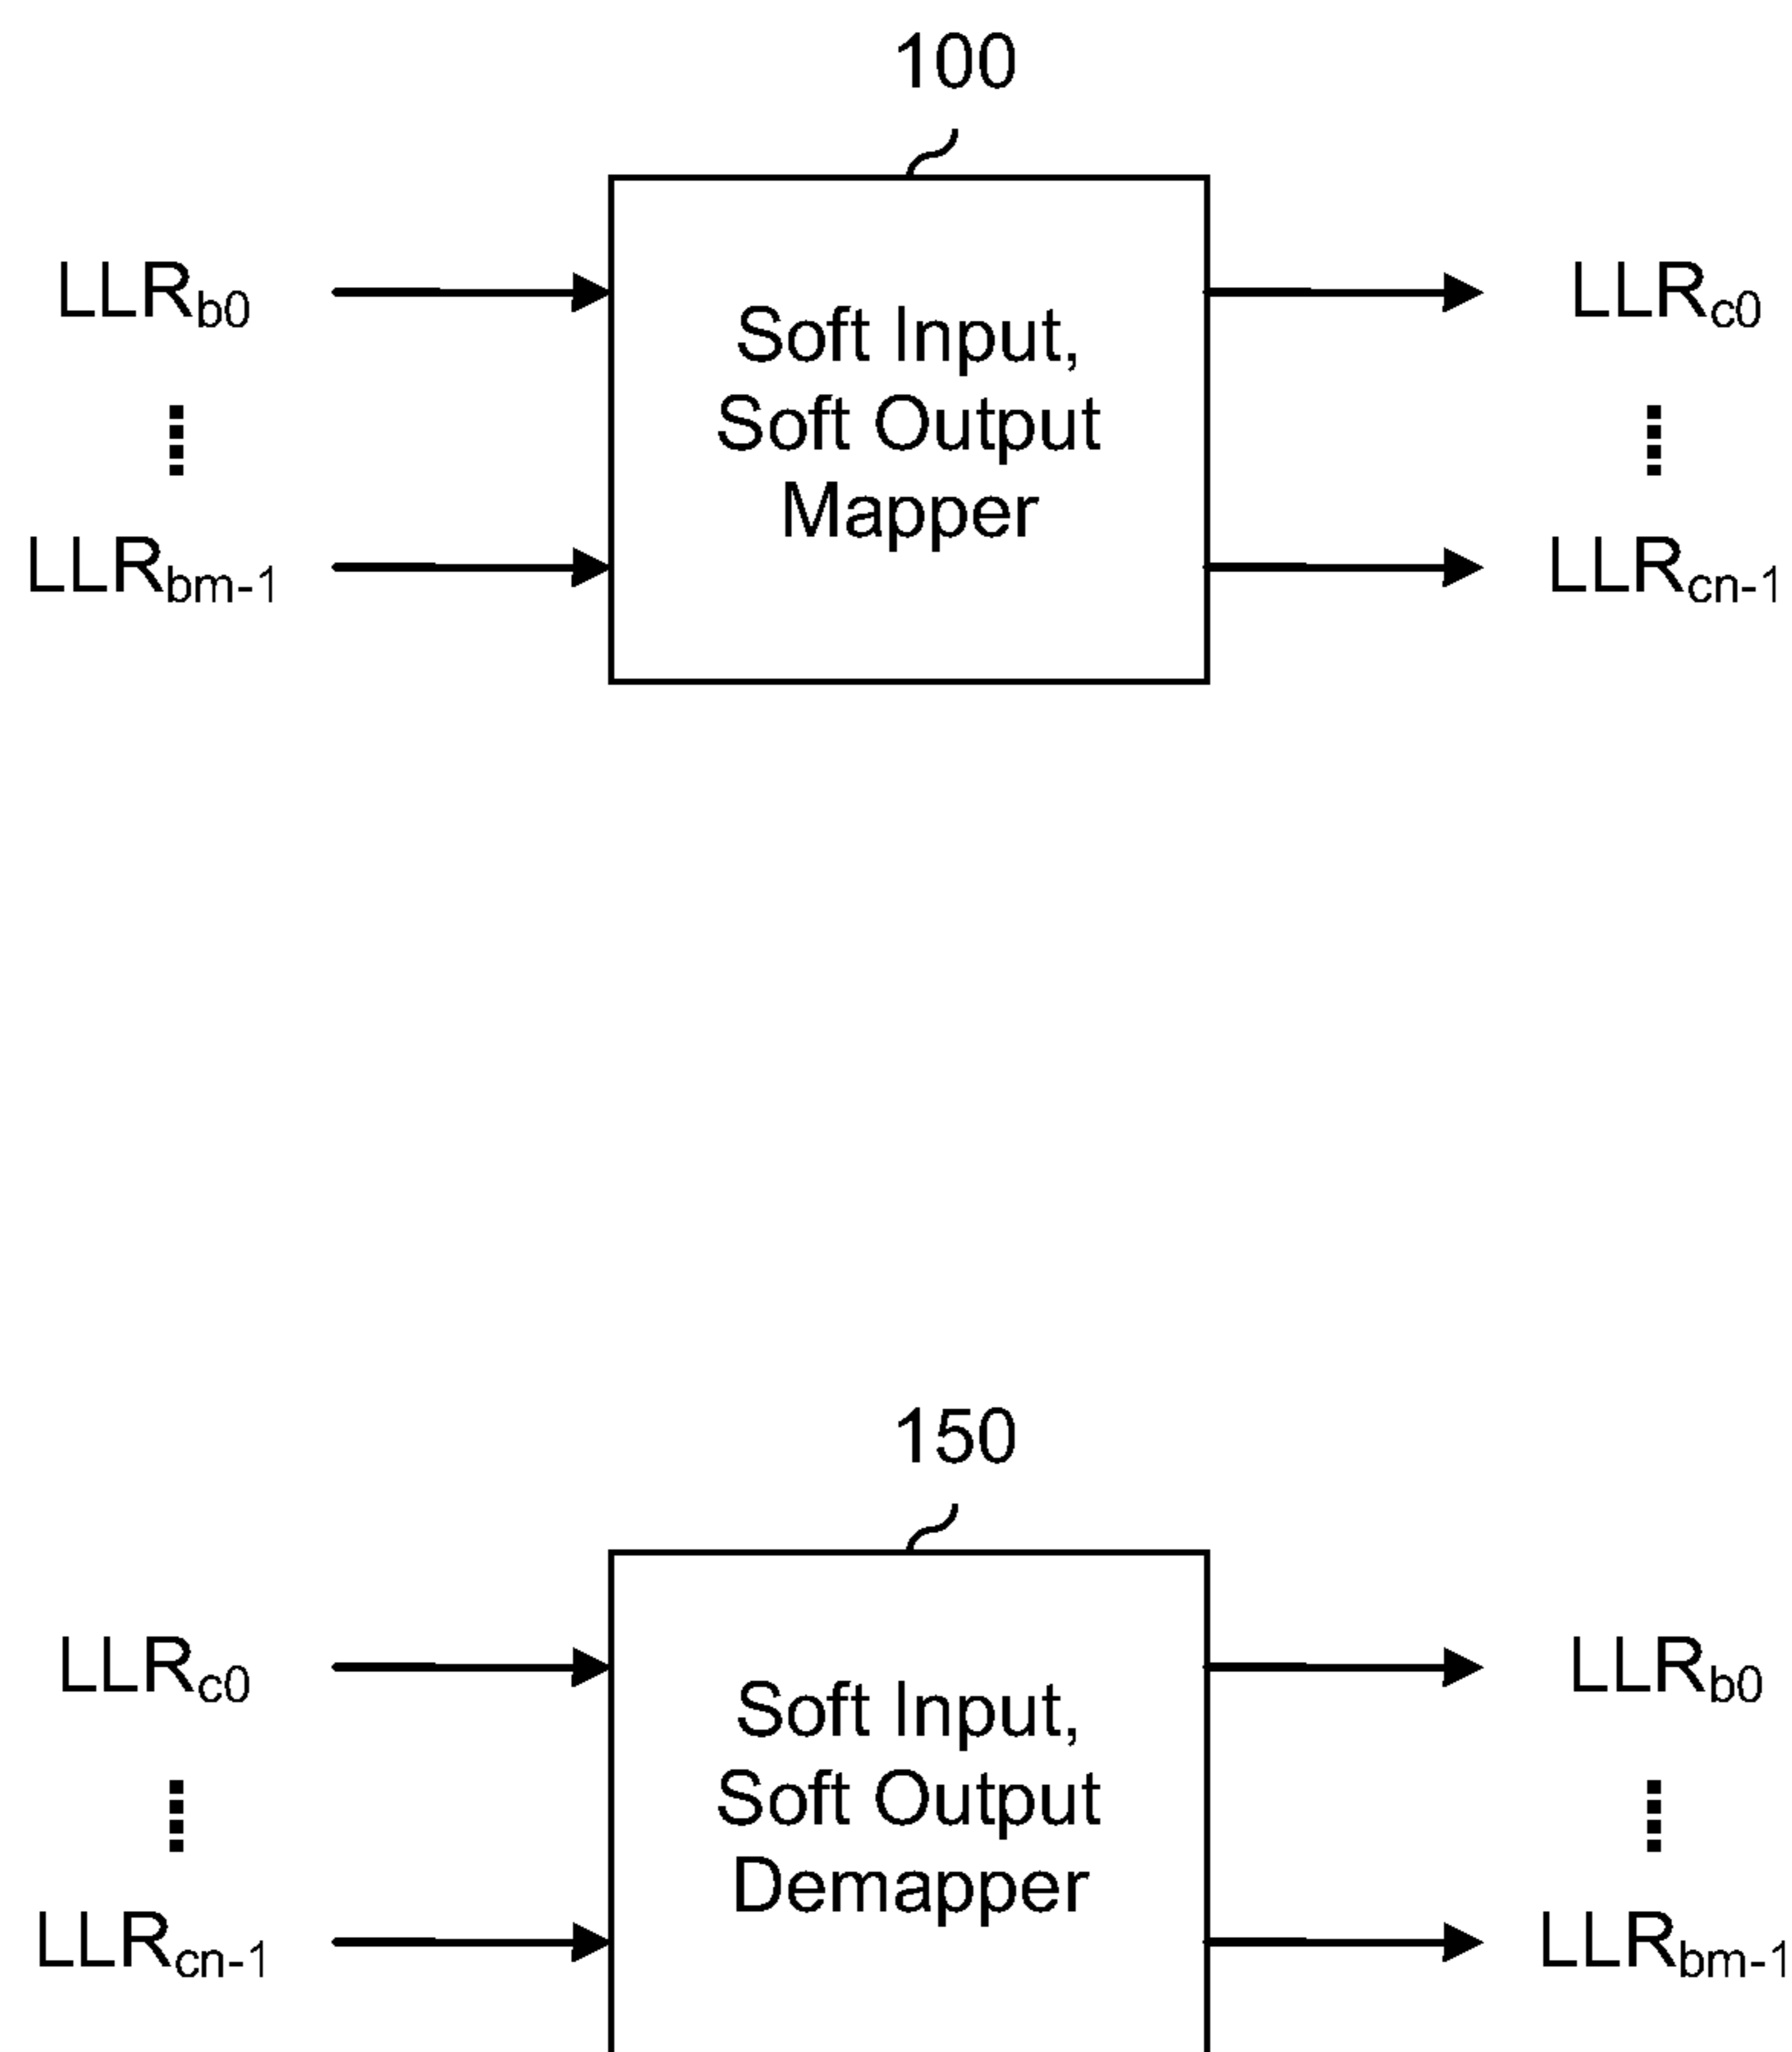 100
LLRb0
LLRc0
Soft Input,
Soft Output
Mapper
LLRbm-1
LLRcn-1
150
LLRc0
LLRb0
Soft Input,
Soft Output
Demapper
LLRcn-1
LLRbm-1